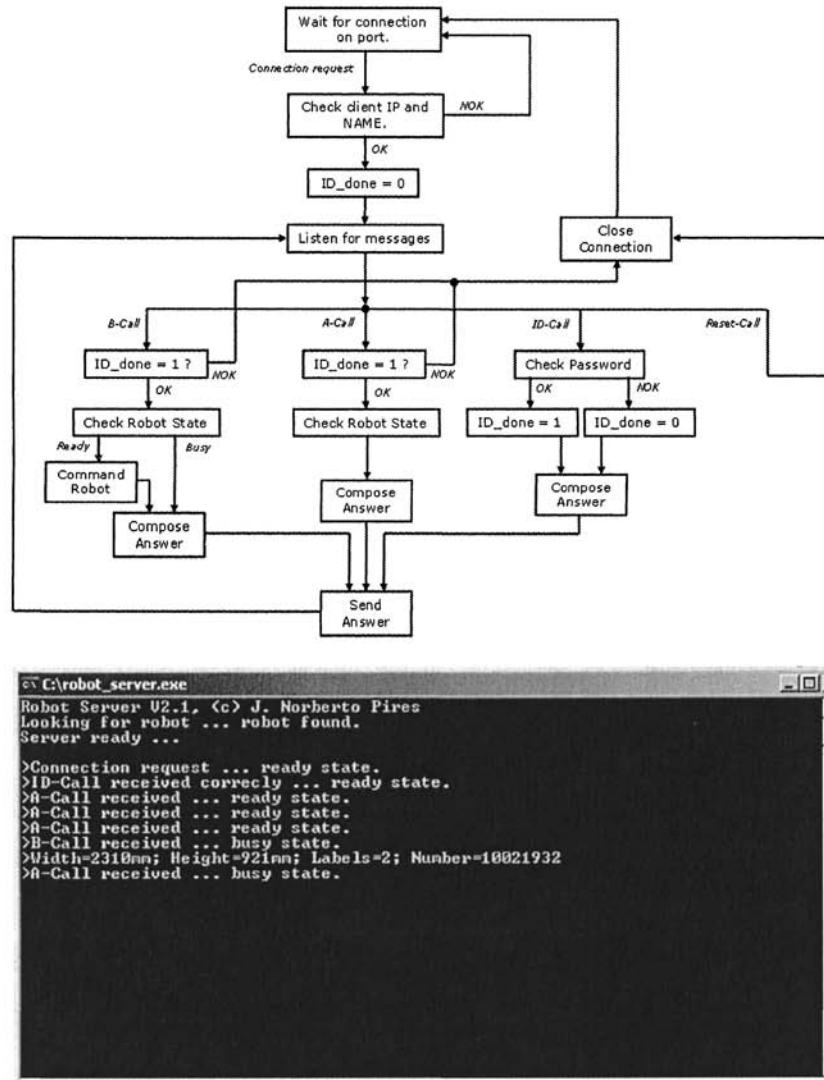 Wait for connection
on port.
Connection request
Check client IP and
NAME.
NOK
OK
ID_done = 0
Listen for messages
Close
Connection
B-Call
A-Call
ID-Call
Reset-Call
ID_done = 1 ?
NOK
ID_done = 1 ?
NOK
Check Password
OK
OK
OK
NOK
Check Robot State
Check Robot State
ID_done = 1
ID_done = 0
Ready
Busy
Command
Robot
Compose
Answer
Compose
Answer
Compose
Answer
Send
Answer
C:\robot_server.exe
Robot Server V2.1, (c) J. Norberto Pires
Looking for robot ... robot found.
Server ready ...
>Connection request ... ready state.
>ID-Call received correcly ... ready state.
>A-Call received ... ready state.
>A-Call received ... ready state.
>A-Call received ... ready state.
>B-Call received ... busy state.
>Width=2310mm; Height=921mm; Labels=2; Number=10021932
>A-Call received ... busy state.